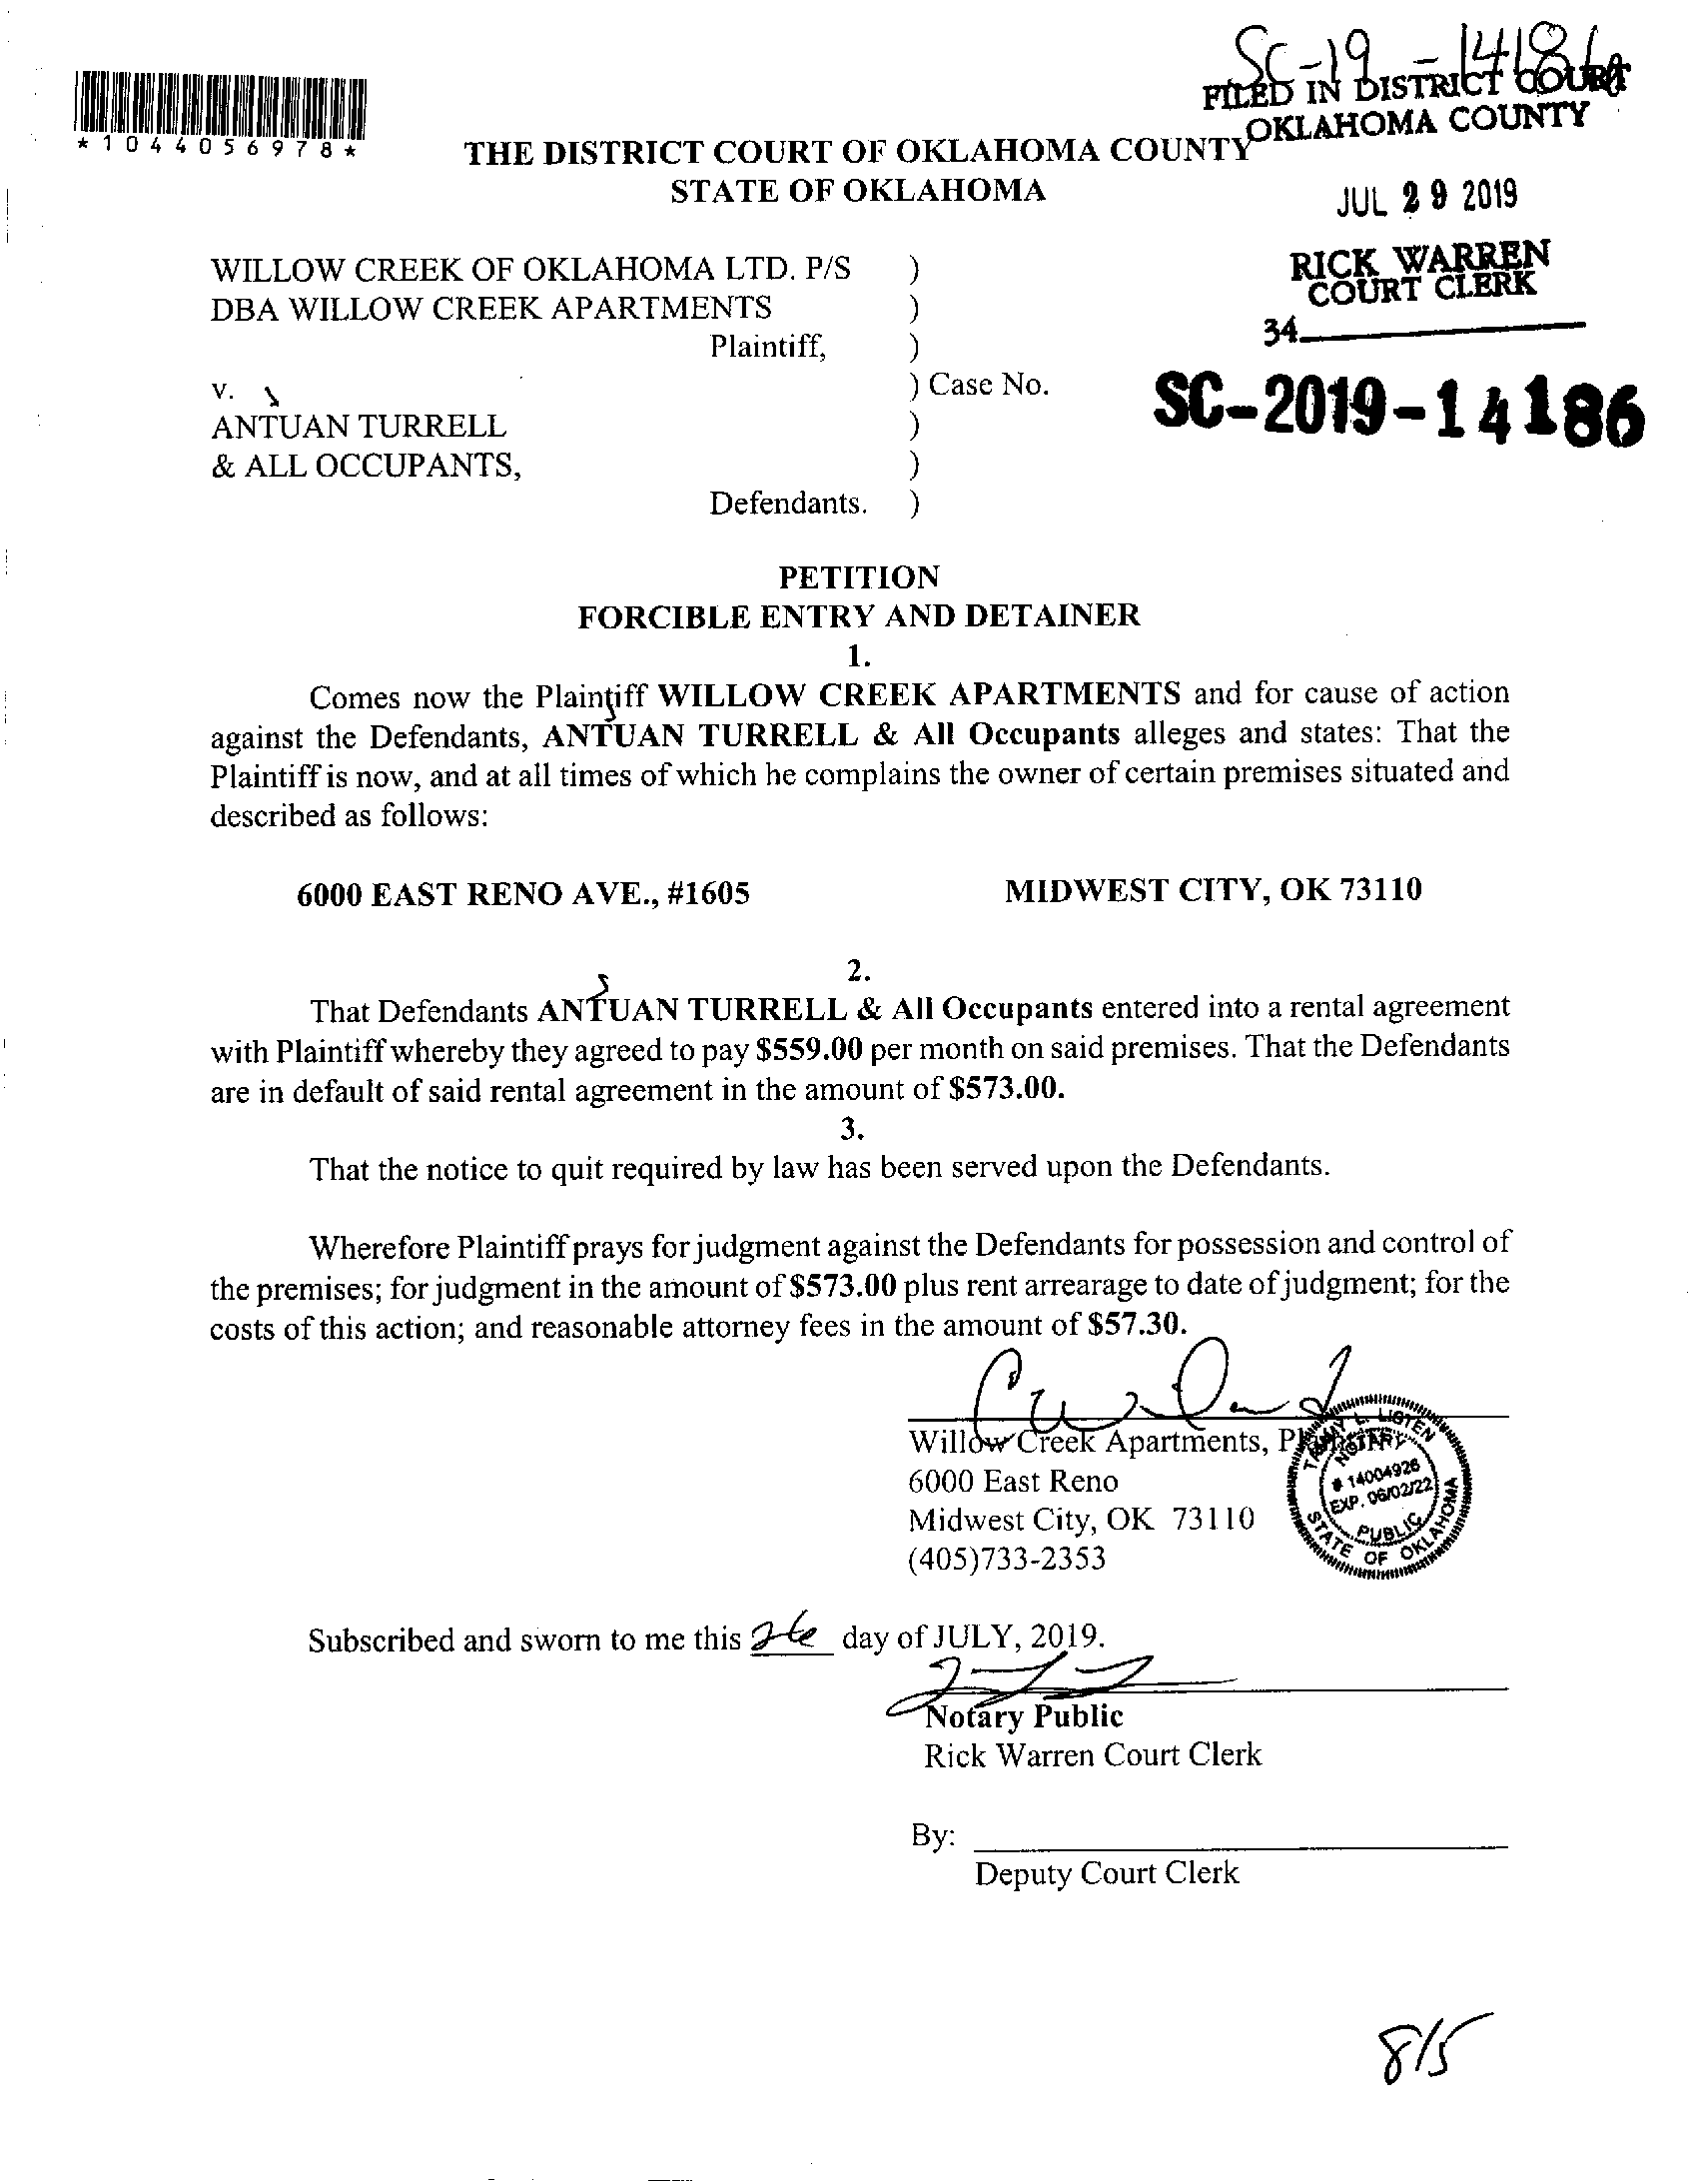 SC-19-14186
FILED IN DISTRICT COURT
OKLAHOMA COUNTY
*1044056978*
THE DISTRICT COURT OF OKLAHOMA COUNTY
STATE OF OKLAHOMA
JUL 29 2019
RICK WARREN
COURT CLERK
34
WILLOW CREEK OF OKLAHOMA LTD. P/S )
DBA WILLOW CREEK APARTMENTS )
Plaintiff, )
v. ) Case No. SC-2019-14186
ANTUAN TURRELL )
& ALL OCCUPANTS, )
Defendants. )
PETITION
FORCIBLE ENTRY AND DETAINER
1.
Comes now the Plaintiff WILLOW CREEK APARTMENTS and for cause of action
against the Defendants, ANTUAN TURRELL & All Occupants alleges and states: That the
Plaintiff is now, and at all times of which he complains the owner of certain premises situated and
described as follows:
6000 EAST RENO AVE., #1605 MIDWEST CITY, OK 73110
2.
That Defendants ANTUAN TURRELL & All Occupants entered into a rental agreement
with Plaintiff whereby they agreed to pay $559.00 per month on said premises. That the Defendants
are in default of said rental agreement in the amount of $573.00.
3.
That the notice to quit required by law has been served upon the Defendants.
Wherefore Plaintiff prays for judgment against the Defendants for possession and control of
the premises; for judgment in the amount of $573.00 plus rent arrearage to date of judgment; for the
costs of this action; and reasonable attorney fees in the amount of $57.30.
Willow Creek Apartments, Plaintiff
6000 East Reno
Midwest City, OK 73110
(405)733-2353
TAMMY L. LISTEN
NOTARY
# 14004926
EXP. 06/02/22
PUBLIC
STATE OF OKLAHOMA
Subscribed and sworn to me this 26 day of JULY, 2019.
Notary Public
Rick Warren Court Clerk
By:
Deputy Court Clerk
8/5